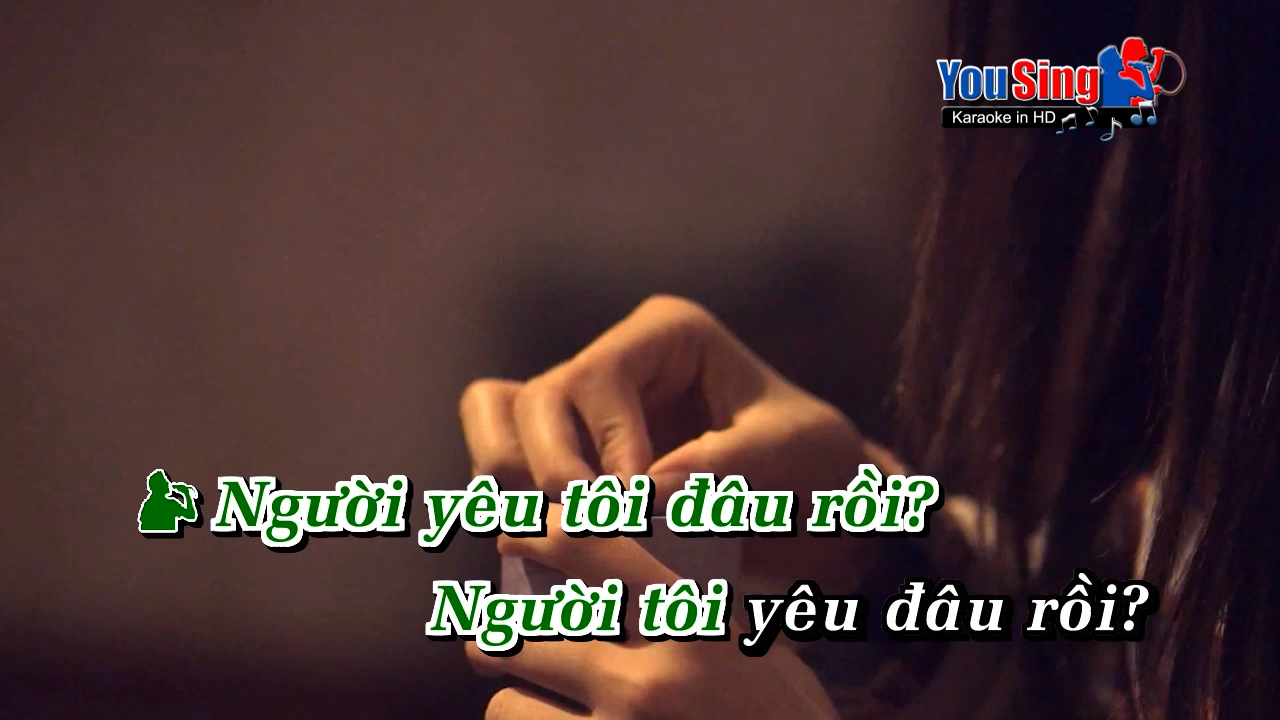 YouSing
Karaoke in HD
Người yêu tôi đâu rồi?
Người tôi yêu đâu rồi?